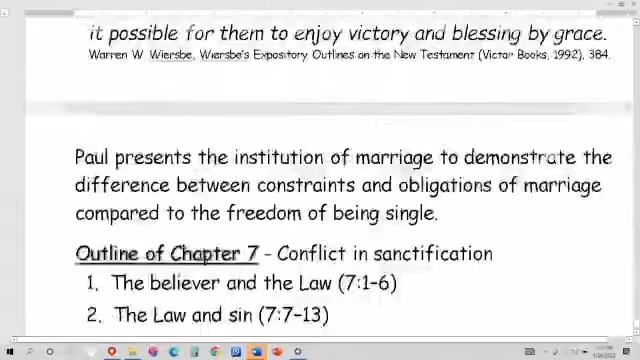 it possible for them to enjoy victory and blessing by grace.
Warren W Wiersbe, Wiersbe's Expository Outlines on the New Testament (Victor Books, 1992), 384.
Paul presents the institution of marriage to demonstrate the
difference between constraints and obligations of marriage
compared to the freedom of being single.
Outline of Chapter 7 - Conflict in sanctification
1. The believer and the Law (7:1-6)
2. The Law and sin (7:7-13)